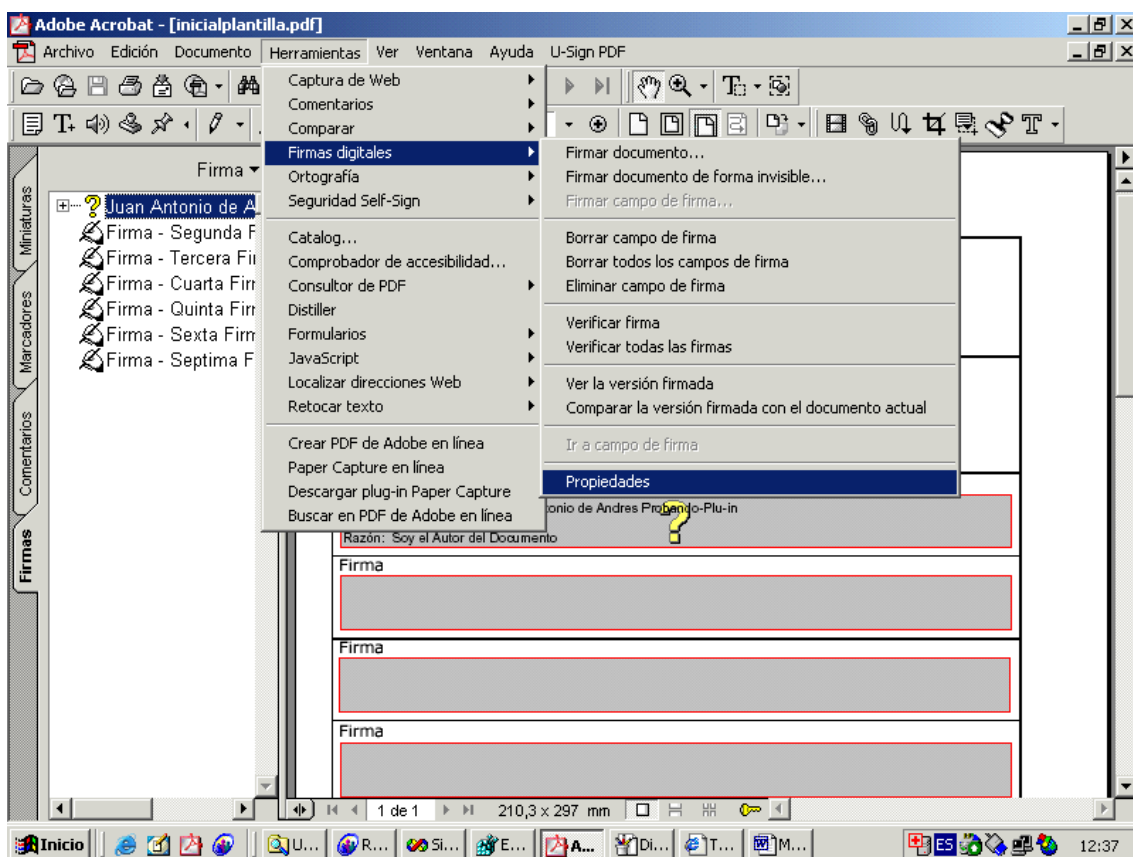 Adobe Acrobat - [inicialplantilla.pdf]
Archivo Edición Documento Herramientas Ver Ventana Ayuda U-Sign PDF
Captura de Web
Comentarios
Comparar
Firmas digitales
Ortografía
Seguridad Self-Sign
Catalog...
Comprobador de accesibilidad...
Consultor de PDF
Distiller
Formularios
JavaScript
Localizar direcciones Web
Retocar texto
Crear PDF de Adobe en línea
Paper Capture en línea
Descargar plug-in Paper Capture
Buscar en PDF de Adobe en línea
Firmar documento...
Firmar documento de forma invisible...
Firmar campo de firma...
Borrar campo de firma
Borrar todos los campos de firma
Eliminar campo de firma
Verificar firma
Verificar todas las firmas
Ver la versión firmada
Comparar la versión firmada con el documento actual
Ir a campo de firma
Propiedades
Miniaturas
Marcadores
Comentarios
Firmas
Firma
Juan Antonio de A
Firma - Segunda F
Firma - Tercera Fir
Firma - Cuarta Firr
Firma - Quinta Firr
Firma - Sexta Firm
Firma - Septima F
onio de Andres Probando-Plu-in
Razón: Soy el Autor del Documento
Firma
Firma
Firma
1 de 1 210,3 x 297 mm
Inicio U... R... Si... E... A... Di... T... M... ES 12:37